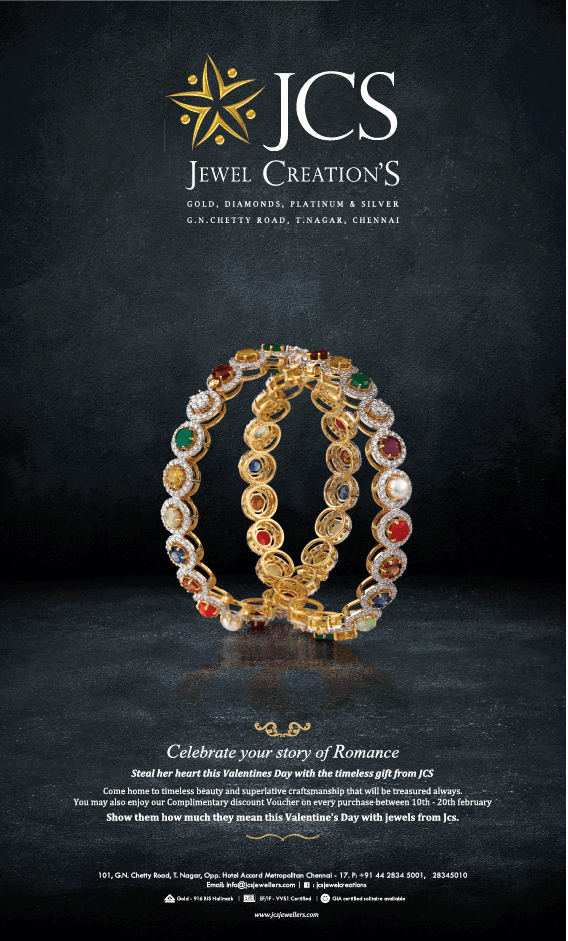 JCS
JEWEL CREATION'S
GOLD, DIAMONDS, PLATINUM & SILVER
G.N.CHETTY ROAD, T.NAGAR, CHENNAI
Celebrate your story of Romance
Steal her heart this Valentines Day with the timeless gift from JCS
Come home to timeless beauty and superlative craftsmanship that will be treasured always.
You may also enjoy our Complimentary discount Voucher on every purchase between 10th - 20th february
Show them how much they mean this Valentine's Day with jewels from Jcs.
101, G.N. Chetty Road, T. Nagar, Opp. Hotel Accord Metropolitan Chennai - 17. P: +91 44 2834 5001, 28345010
Email: info@jcsjewellers.com | f : jcsjewelcreations
Gold - 916 BIS Hallmark | EF/IF - VVS1 Certified | GIA certified solitaire available
www.jcsjewellers.com